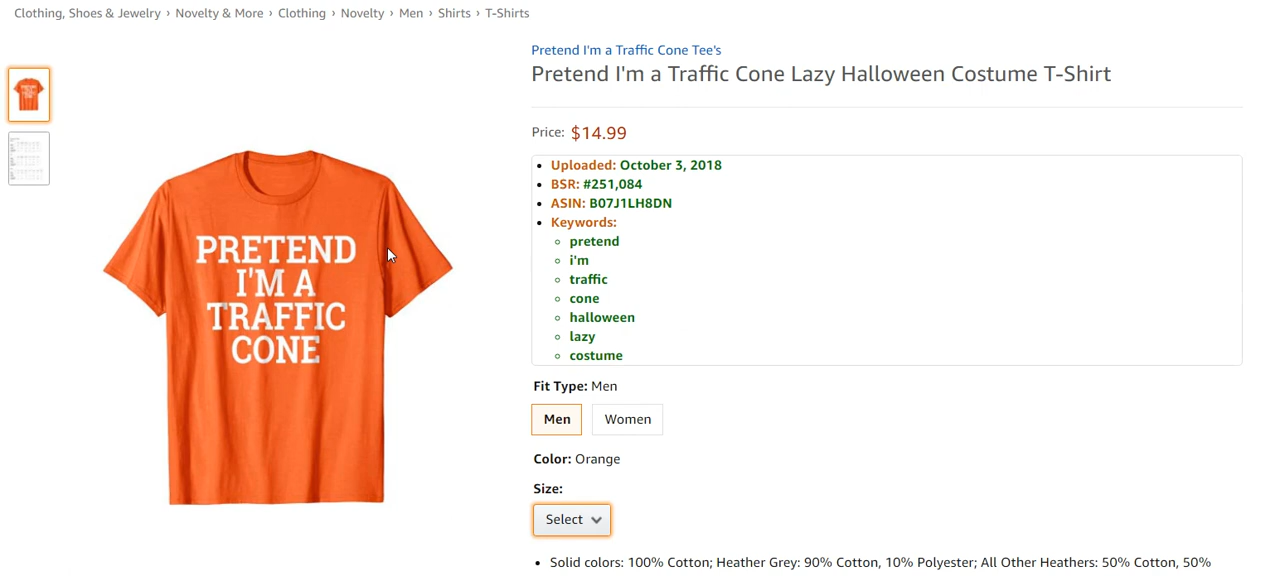 Clothing, Shoes & Jewelry › Novelty & More › Clothing › Novelty › Men › Shirts › T-Shirts
Pretend I'm a Traffic Cone Tee's
Pretend I'm a Traffic Cone Lazy Halloween Costume T-Shirt
Price: $14.99
Uploaded: October 3, 2018
BSR: #251,084
ASIN: B07J1LH8DN
Keywords:
pretend
i'm
traffic
cone
halloween
lazy
costume
Fit Type: Men
Men Women
Color: Orange
Size:
Select
Solid colors: 100% Cotton; Heather Grey: 90% Cotton, 10% Polyester; All Other Heathers: 50% Cotton, 50%
PRETEND
I'M A
TRAFFIC
CONE